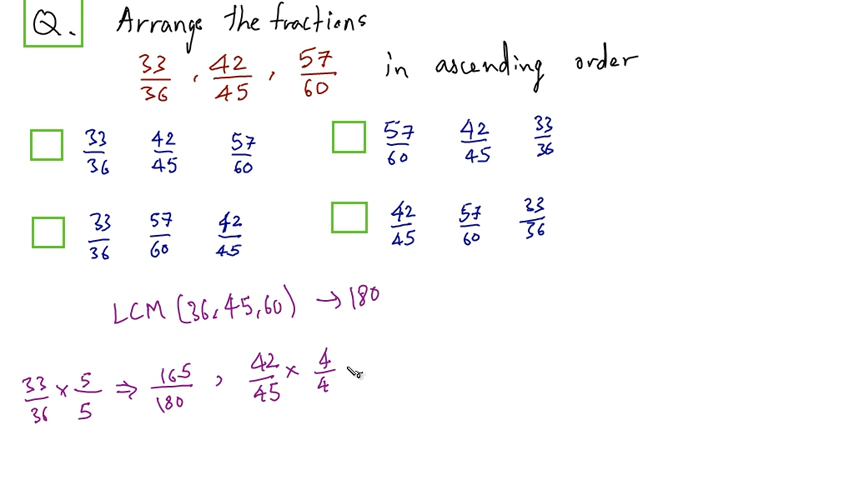 Q. Arrange the fractions
33/36 , 42/45 , 57/60 in ascending order
33/36 42/45 57/60
57/60 42/45 33/36
33/36 57/60 42/45
42/45 57/60 33/36
LCM (36, 45, 60) → 180
33/36 × 5/5 ⇒ 165/180 , 42/45 × 4/4